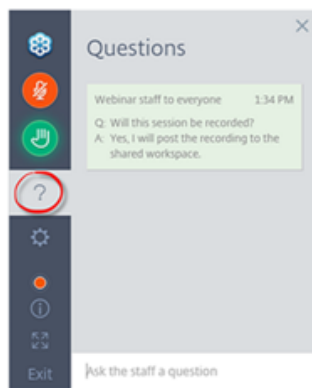 Questions
Webinar staff to everyone 1:34 PM
Q: Will this session be recorded?
A: Yes, I will post the recording to the
shared workspace.
?
Exit
Ask the staff a question